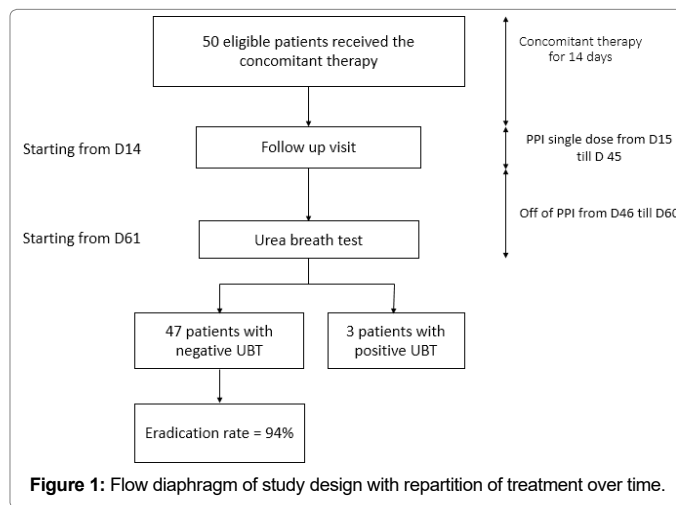 50 eligible patients received the
concomitant therapy
Concomitant therapy
for 14 days
Starting from D14
Follow up visit
PPI single dose from D15
till D 45
Off of PPI from D46 till D60
Starting from D61
Urea breath test
47 patients with
negative UBT
3 patients with
positive UBT
Eradication rate = 94%
Figure 1: Flow diaphragm of study design with repartition of treatment over time.